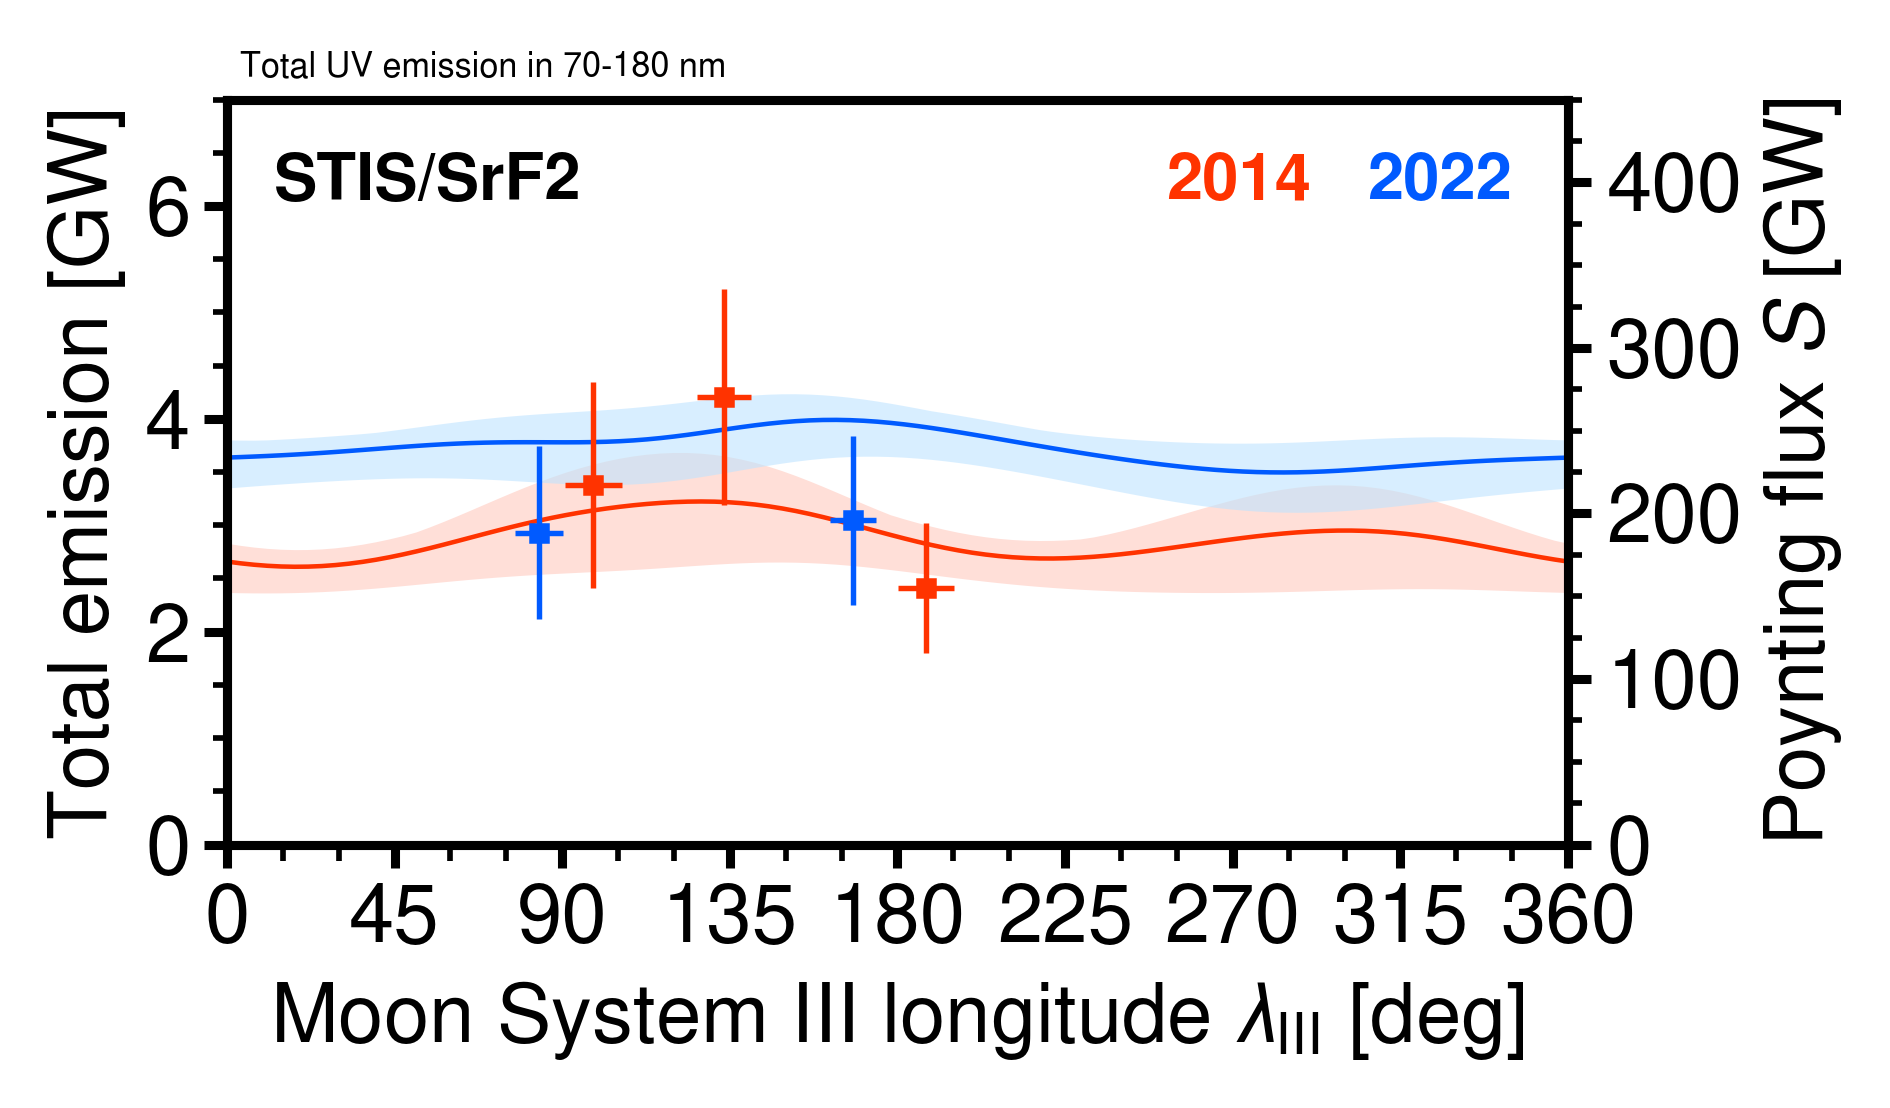 Total UV emission in 70-180 nm
STIS/SrF2
2014 2022
Total emission [GW]
6
4
2
0
400
300
200
100
0
Poynting flux S [GW]
0 45 90 135 180 225 270 315 360
Moon System III longitude λIII [deg]